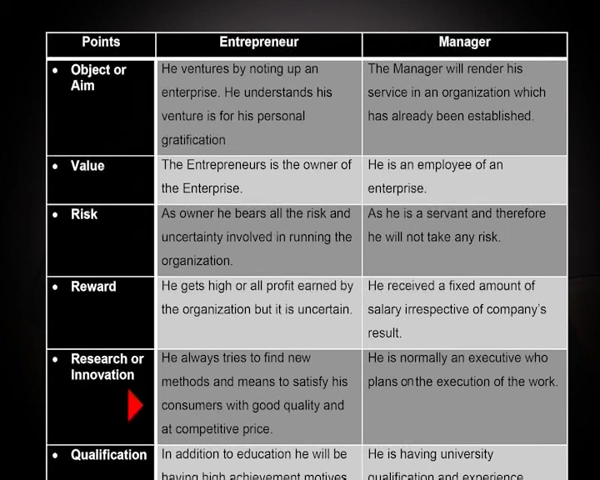 Points Entrepreneur Manager
• Object or Aim
He ventures by noting up an
enterprise. He understands his
venture is for his personal
gratification
The Manager will render his
service in an organization which
has already been established.
• Value
The Entrepreneurs is the owner of
the Enterprise.
He is an employee of an
enterprise.
• Risk
As owner he bears all the risk and
uncertainty involved in running the
organization.
As he is a servant and therefore
he will not take any risk.
• Reward
He gets high or all profit earned by
the organization but it is uncertain.
He received a fixed amount of
salary irrespective of company's
result.
• Research or
Innovation
He always tries to find new
methods and means to satisfy his
consumers with good quality and
at competitive price.
He is normally an executive who
plans on the execution of the work.
• Qualification
In addition to education he will be
having high achievement motives
He is having university
qualification and experience